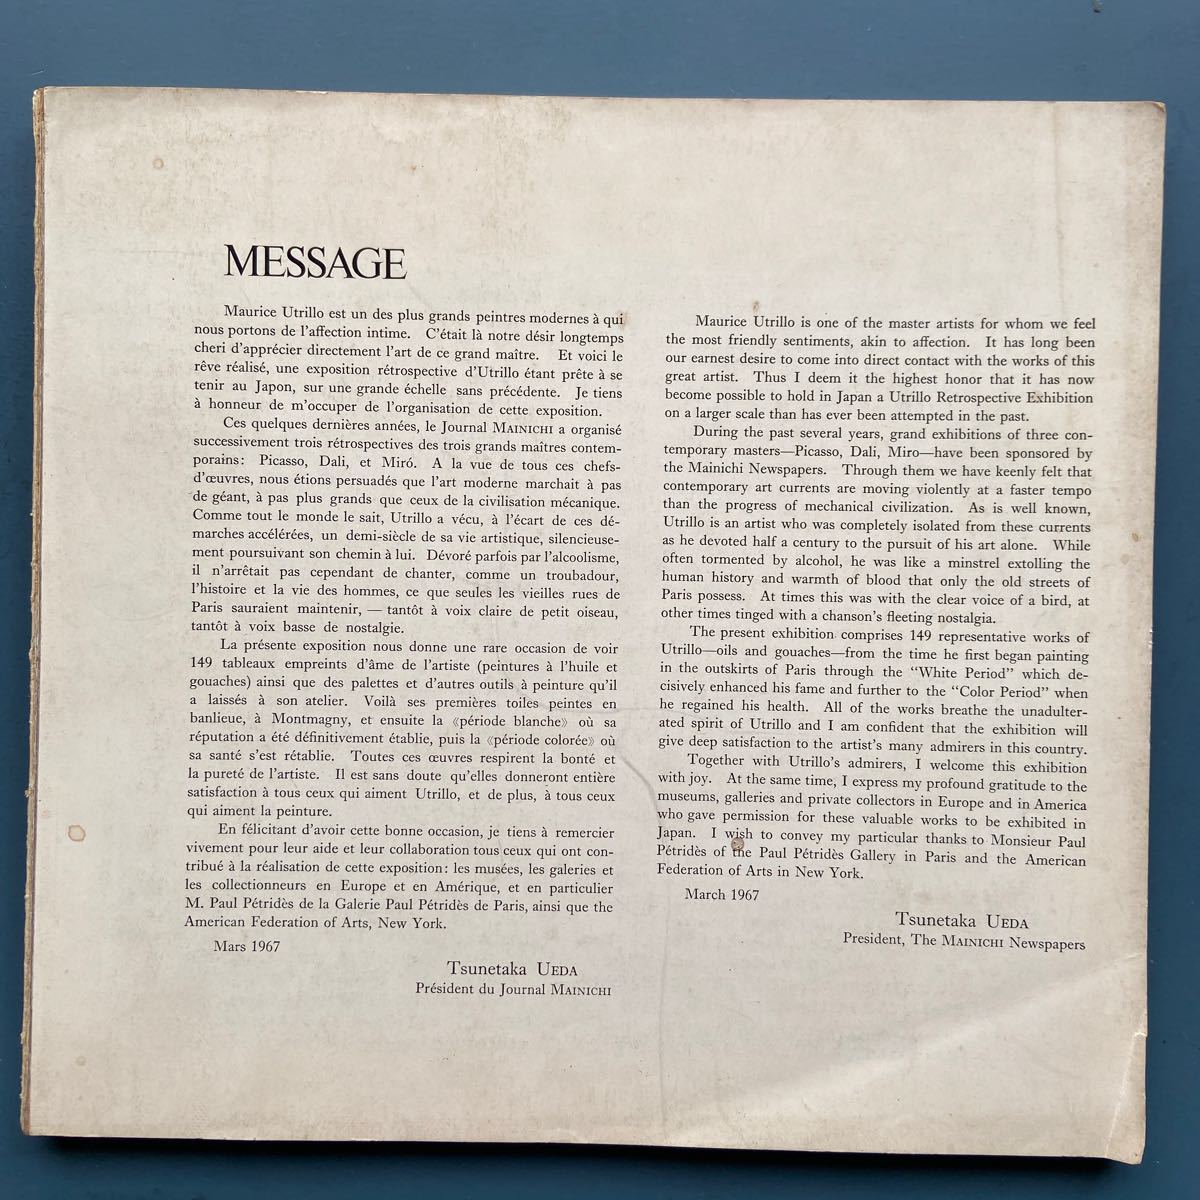 MESSAGE
Maurice Utrillo est un des plus grands peintres modernes à qui
nous portons de l'affection intime. C'était là notre désir longtemps
cheri d'apprécier directement l'art de ce grand maître. Et voici le
rêve réalisé, une exposition rétrospective d'Utrillo étant prête à se
tenir au Japon, sur une grande échelle sans précédente. Je tiens
à honneur de m'occuper de l'organisation de cette exposition.
Ces quelques dernières années, le Journal MAINICHI a organisé
successivement trois rétrospectives des trois grands maîtres contem-
porains: Picasso, Dali, et Miró. A la vue de tous ces chefs-
d'œuvres, nous étions persuadés que l'art moderne marchait à pas
de géant, à pas plus grands que ceux de la civilisation mécanique.
Comme tout le monde le sait, Utrillo a vécu, à l'écart de ces dé-
marches accélérées, un demi-siècle de sa vie artistique, silencieuse-
ment poursuivant son chemin à lui. Dévoré parfois par l'alcoolisme,
il n'arrêtait pas cependant de chanter, comme un troubadour,
l'histoire et la vie des hommes, ce que seules les vieilles rues de
Paris sauraient maintenir, — tantôt à voix claire de petit oiseau,
tantôt à voix basse de nostalgie.
La présente exposition nous donne une rare occasion de voir
149 tableaux empreints d'âme de l'artiste (peintures à l'huile et
gouaches) ainsi que des palettes et d'autres outils à peinture qu'il
a laissés à son atelier. Voilà ses premières toiles peintes en
banlieue, à Montmagny, et ensuite la «période blanche» où sa
réputation a été définitivement établie, puis la «période colorée» où
sa santé s'est rétablie. Toutes ces œuvres respirent la bonté et
la pureté de l'artiste. Il est sans doute qu'elles donneront entière
satisfaction à tous ceux qui aiment Utrillo, et de plus, à tous ceux
qui aiment la peinture.
En félicitant d'avoir cette bonne occasion, je tiens à remercier
vivement pour leur aide et leur collaboration tous ceux qui ont con-
tribué à la réalisation de cette exposition: les musées, les galeries et
les collectionneurs en Europe et en Amérique, et en particulier
M. Paul Pétridès de la Galerie Paul Pétridès de Paris, ainsi que the
American Federation of Arts, New York.
Mars 1967
Tsunetaka UEDA
Président du Journal MAINICHI
Maurice Utrillo is one of the master artists for whom we feel
the most friendly sentiments, akin to affection. It has long been
our earnest desire to come into direct contact with the works of this
great artist. Thus I deem it the highest honor that it has now
become possible to hold in Japan a Utrillo Retrospective Exhibition
on a larger scale than has ever been attempted in the past.
During the past several years, grand exhibitions of three con-
temporary masters—Picasso, Dali, Miro—have been sponsored by
the Mainichi Newspapers. Through them we have keenly felt that
contemporary art currents are moving violently at a faster tempo
than the progress of mechanical civilization. As is well known,
Utrillo is an artist who was completely isolated from these currents
as he devoted half a century to the pursuit of his art alone. While
often tormented by alcohol, he was like a minstrel extolling the
human history and warmth of blood that only the old streets of
Paris possess. At times this was with the clear voice of a bird, at
other times tinged with a chanson's fleeting nostalgia.
The present exhibition comprises 149 representative works of
Utrillo—oils and gouaches—from the time he first began painting
in the outskirts of Paris through the "White Period" which de-
cisively enhanced his fame and further to the "Color Period" when
he regained his health. All of the works breathe the unadulter-
ated spirit of Utrillo and I am confident that the exhibition will
give deep satisfaction to the artist's many admirers in this country.
Together with Utrillo's admirers, I welcome this exhibition
with joy. At the same time, I express my profound gratitude to the
museums, galleries and private collectors in Europe and in America
who gave permission for these valuable works to be exhibited in
Japan. I wish to convey my particular thanks to Monsieur Paul
Pétridès of the Paul Pétridès Gallery in Paris and the American
Federation of Arts in New York.
March 1967
Tsunetaka UEDA
President, The MAINICHI Newspapers